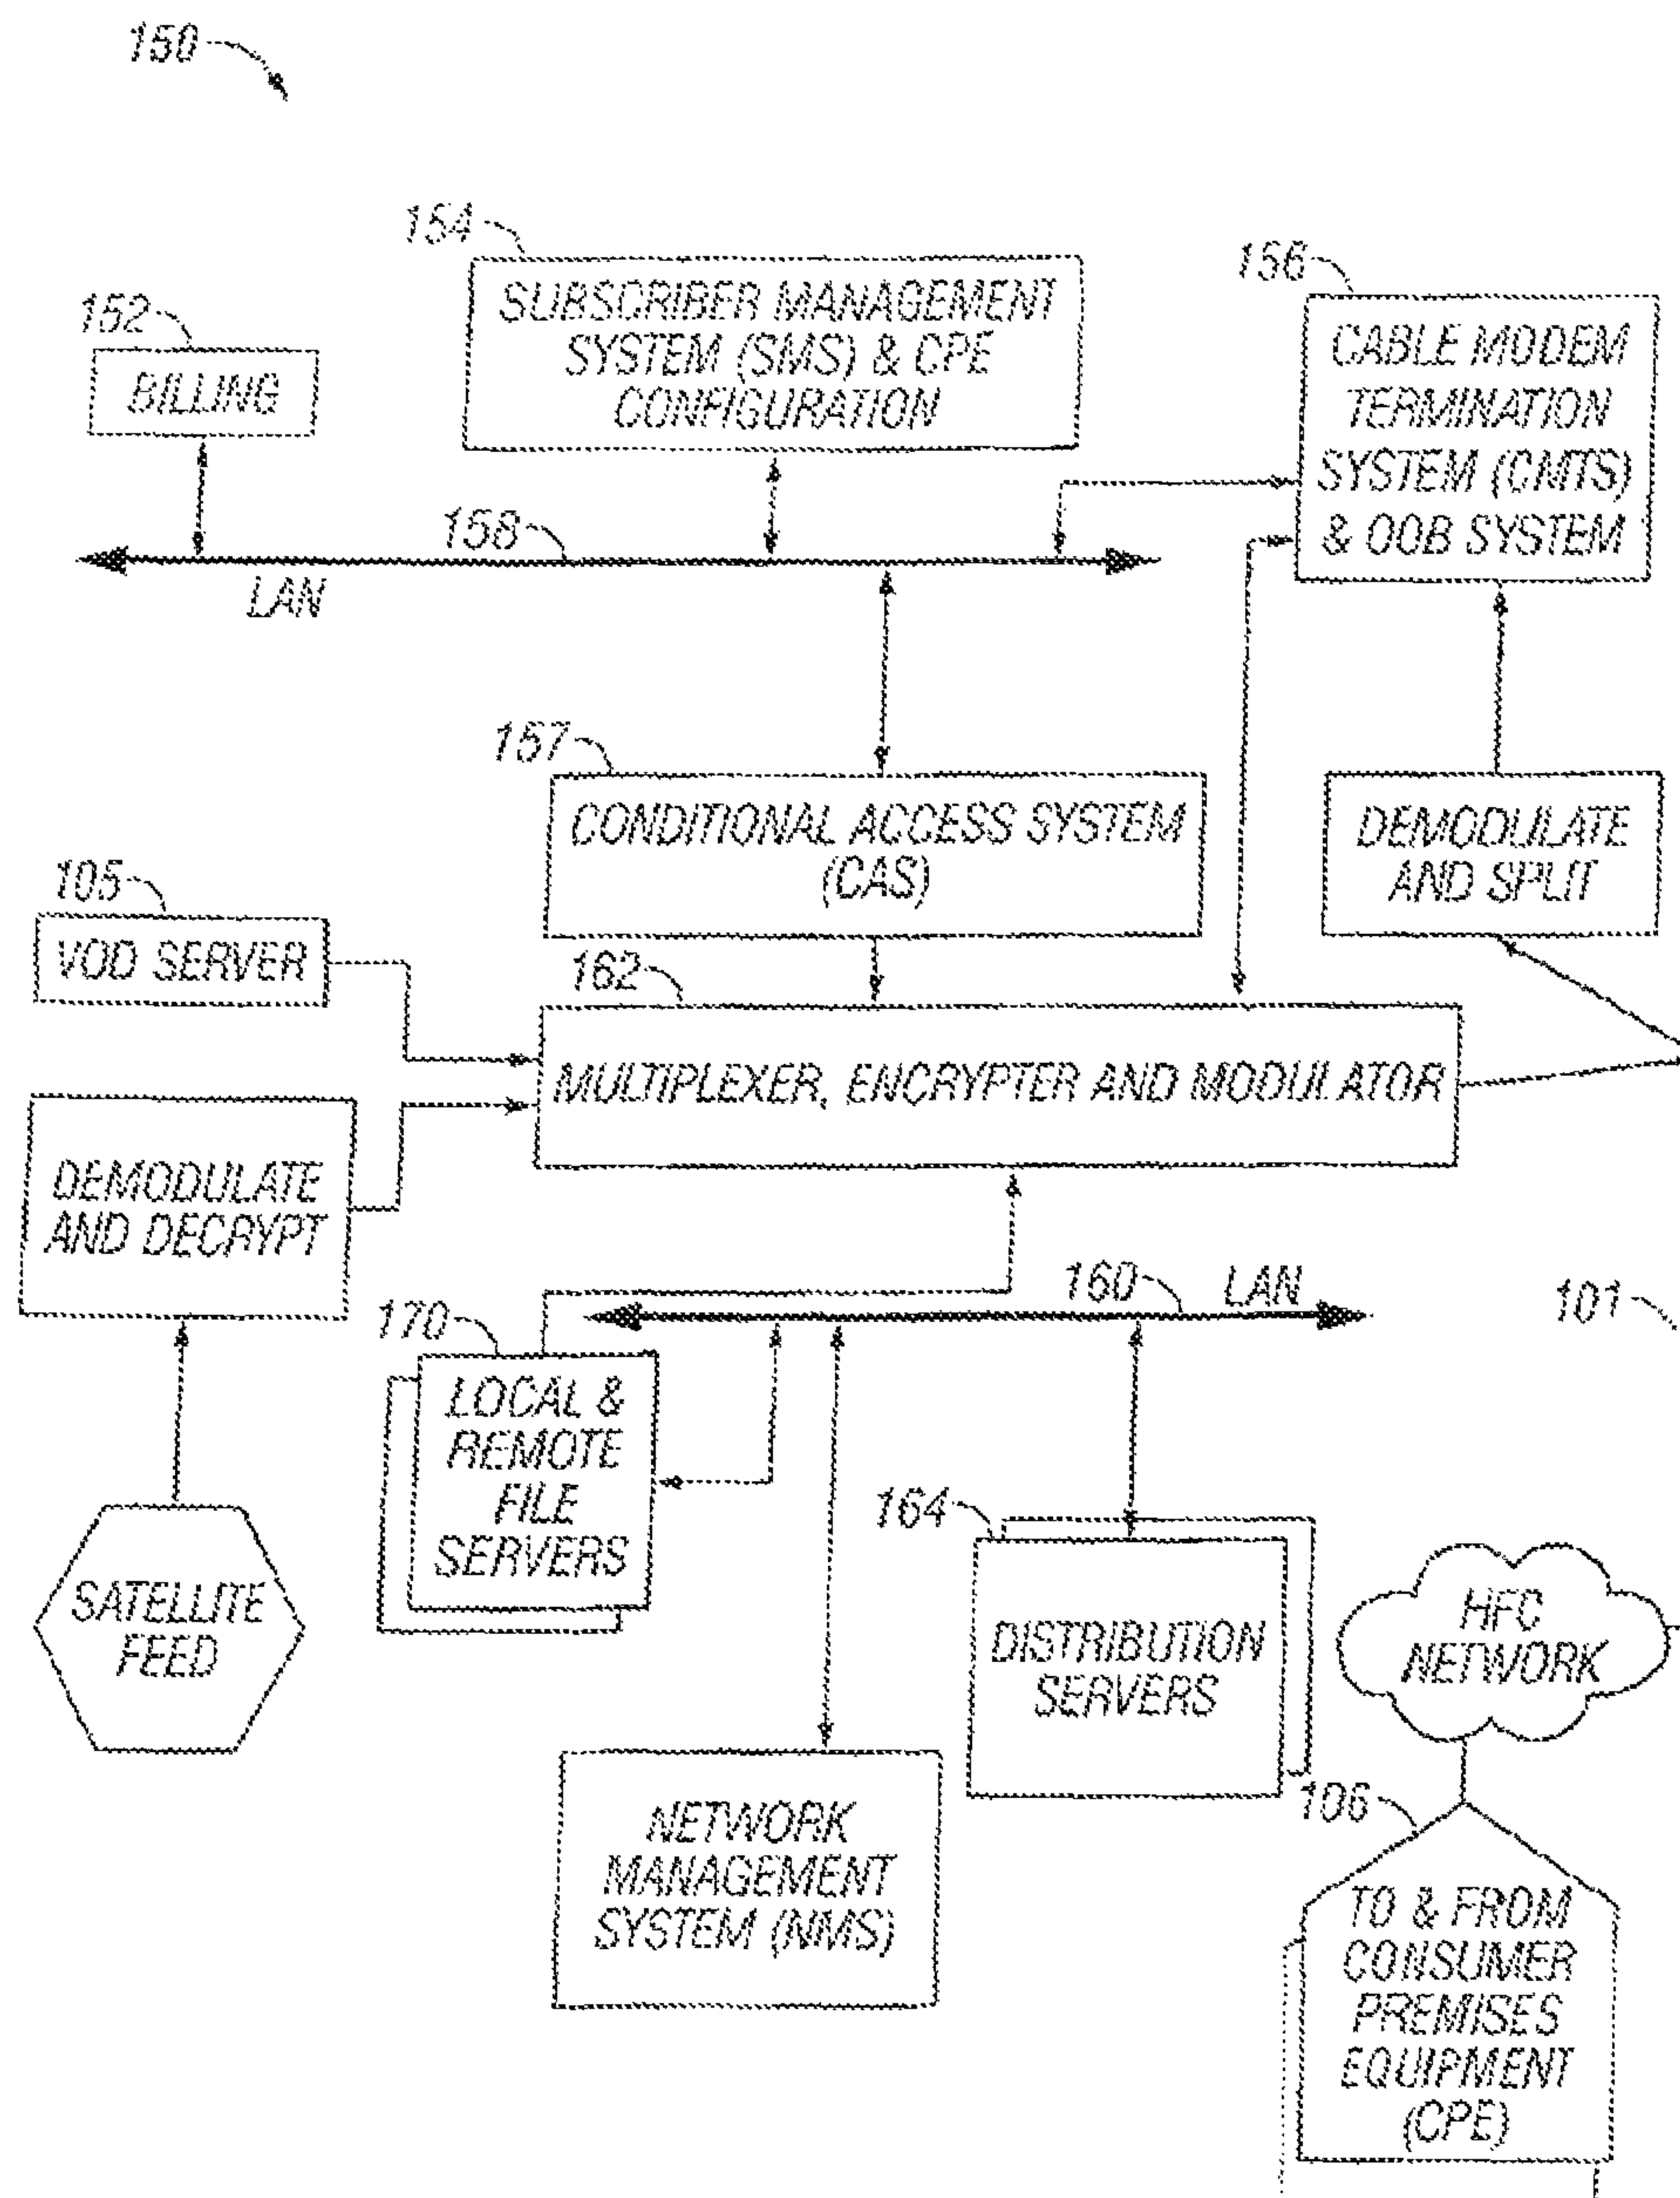 150
154
SUBSCRIBER MANAGEMENT
SYSTEM (SMS) & CPE
CONFIGURATION
156
CABLE MODEM
TERMINATION
SYSTEM (CMTS)
& OOB SYSTEM
152
BILLING
158
LAN
157
CONDITIONAL ACCESS SYSTEM
(CAS)
DEMODULATE
AND SPLIT
105
VOD SERVER
162
MULTIPLEXER, ENCRYPTER AND MODULATOR
DEMODULATE
AND DECRYPT
160
LAN
101
170
LOCAL &
REMOTE
FILE
SERVERS
164
DISTRIBUTION
SERVERS
SATELLITE
FEED
HFC
NETWORK
NETWORK
MANAGEMENT
SYSTEM (NMS)
106
TO & FROM
CONSUMER
PREMISES
EQUIPMENT
(CPE)